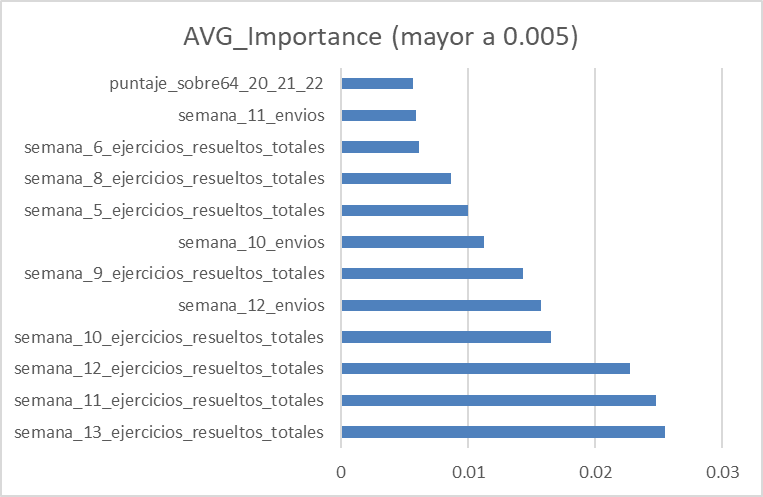 AVG_Importance (mayor a 0.005)
puntaje_sobre64_20_21_22
semana_11_envios
semana_6_ejercicios_resueltos_totales
semana_8_ejercicios_resueltos_totales
semana_5_ejercicios_resueltos_totales
semana_10_envios
semana_9_ejercicios_resueltos_totales
semana_12_envios
semana_10_ejercicios_resueltos_totales
semana_12_ejercicios_resueltos_totales
semana_11_ejercicios_resueltos_totales
semana_13_ejercicios_resueltos_totales
0 0.01 0.02 0.03